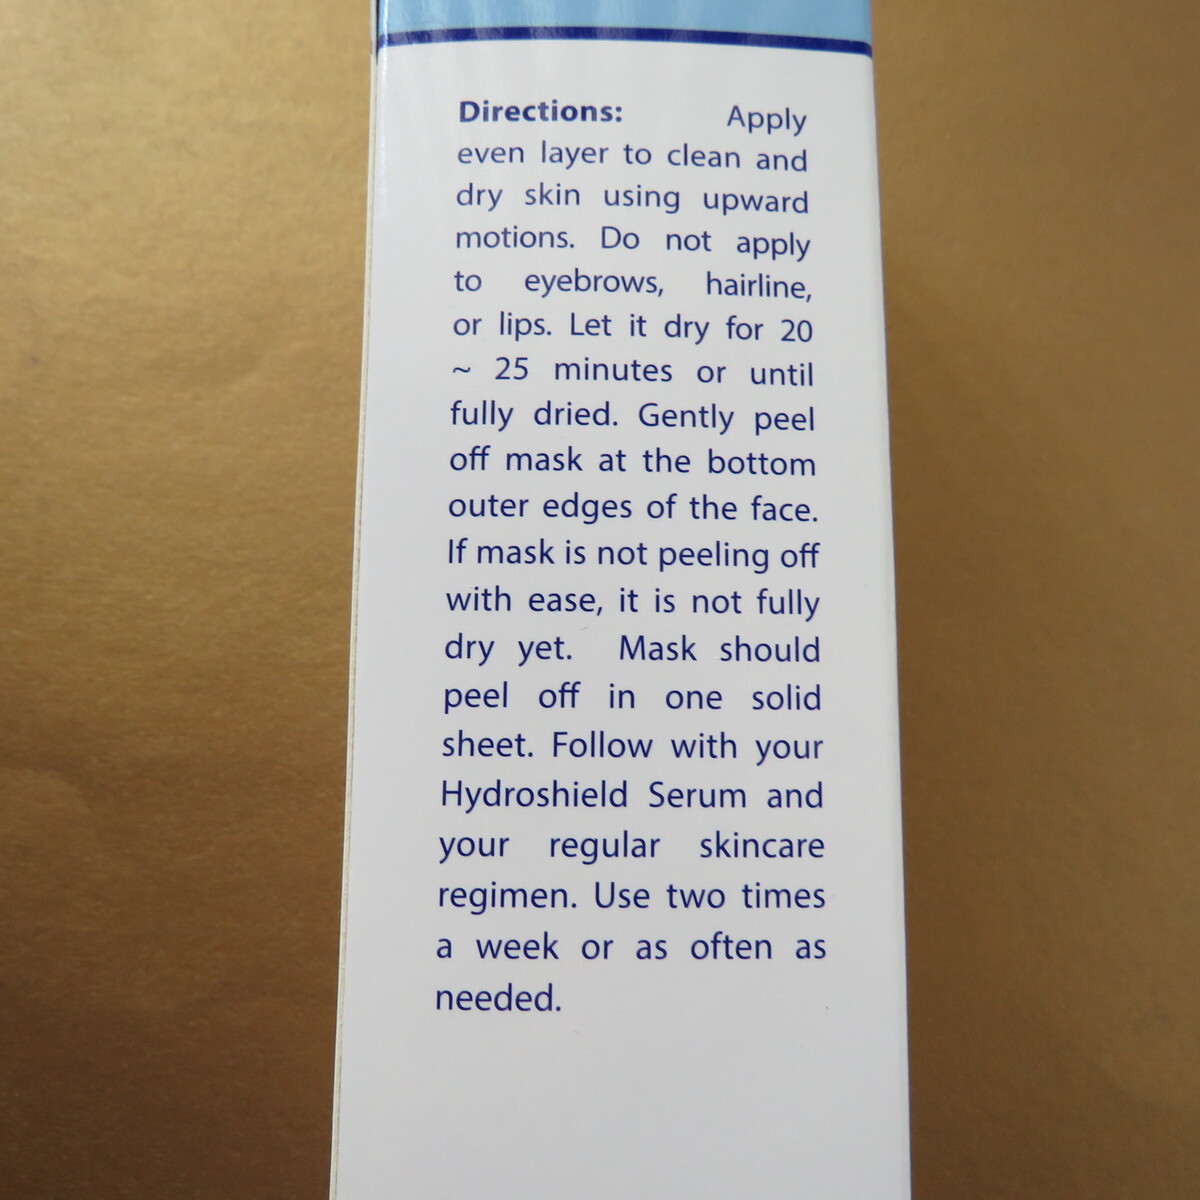 Directions: Apply
even layer to clean and
dry skin using upward
motions. Do not apply
to eyebrows, hairline,
or lips. Let it dry for 20
~ 25 minutes or until
fully dried. Gently peel
off mask at the bottom
outer edges of the face.
If mask is not peeling off
with ease, it is not fully
dry yet. Mask should
peel off in one solid
sheet. Follow with your
Hydroshield Serum and
your regular skincare
regimen. Use two times
a week or as often as
needed.